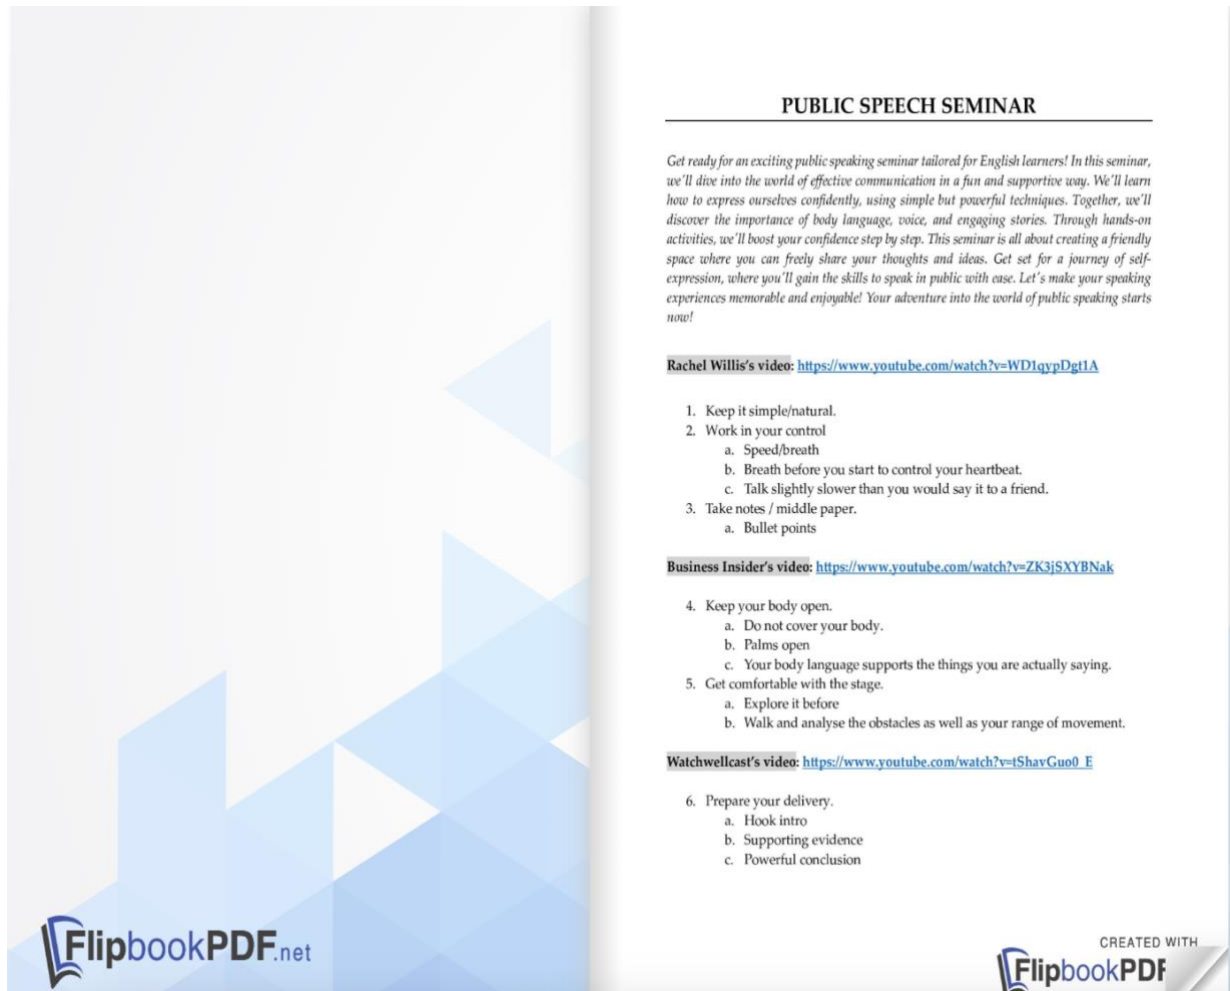 FlipbookPDF.net
PUBLIC SPEECH SEMINAR
Get ready for an exciting public speaking seminar tailored for English learners! In this seminar,
we'll dive into the world of effective communication in a fun and supportive way. We'll learn
how to express ourselves confidently, using simple but powerful techniques. Together, we'll
discover the importance of body language, voice, and engaging stories. Through hands-on
activities, we'll boost your confidence step by step. This seminar is all about creating a friendly
space where you can freely share your thoughts and ideas. Get set for a journey of self-
expression, where you'll gain the skills to speak in public with ease. Let's make your speaking
experiences memorable and enjoyable! Your adventure into the world of public speaking starts
now!
Rachel Willis's video: https://www.youtube.com/watch?v=WD1qypDgt1A
1. Keep it simple/natural.
2. Work in your control
a. Speed/breath
b. Breath before you start to control your heartbeat.
c. Talk slightly slower than you would say it to a friend.
3. Take notes / middle paper.
a. Bullet points
Business Insider's video: https://www.youtube.com/watch?v=ZK3jSXYBNak
4. Keep your body open.
a. Do not cover your body.
b. Palms open
c. Your body language supports the things you are actually saying.
5. Get comfortable with the stage.
a. Explore it before
b. Walk and analyse the obstacles as well as your range of movement.
Watchwellcast's video: https://www.youtube.com/watch?v=tShavGuo0_E
6. Prepare your delivery.
a. Hook intro
b. Supporting evidence
c. Powerful conclusion
CREATED WITH
FlipbookPDF